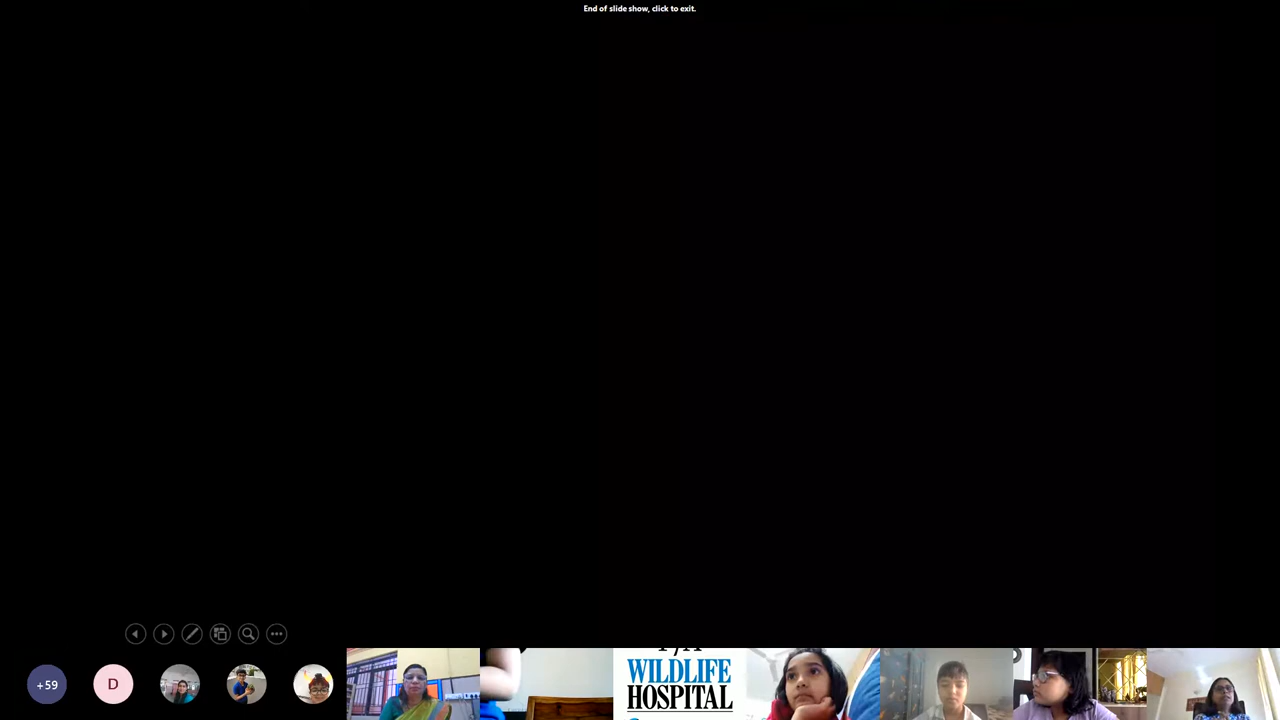 End of slide show, click to exit.
+59
D
WILDLIFE
HOSPITAL